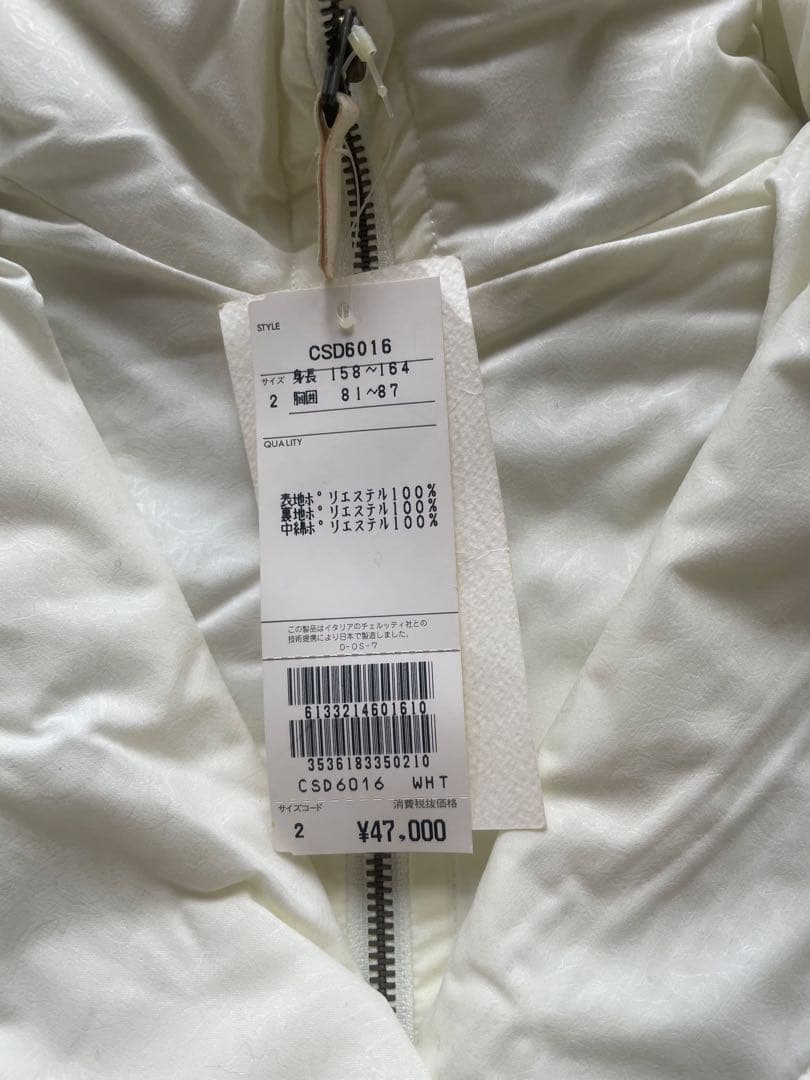 STYLE
CSD6016
サイズ 身長 158~164
2 胸囲 81~87
QUALITY
表地ポリエステル100%
裏地ポリエステル100%
中綿ポリエステル100%
この製品はイタリアのチェルッティ社との
技術提携により日本で製造しました。
D-OS-7
6133214601610
3536183350210
CSD6016 WHT
サイズコード 消費税抜価格
2 ¥47,000